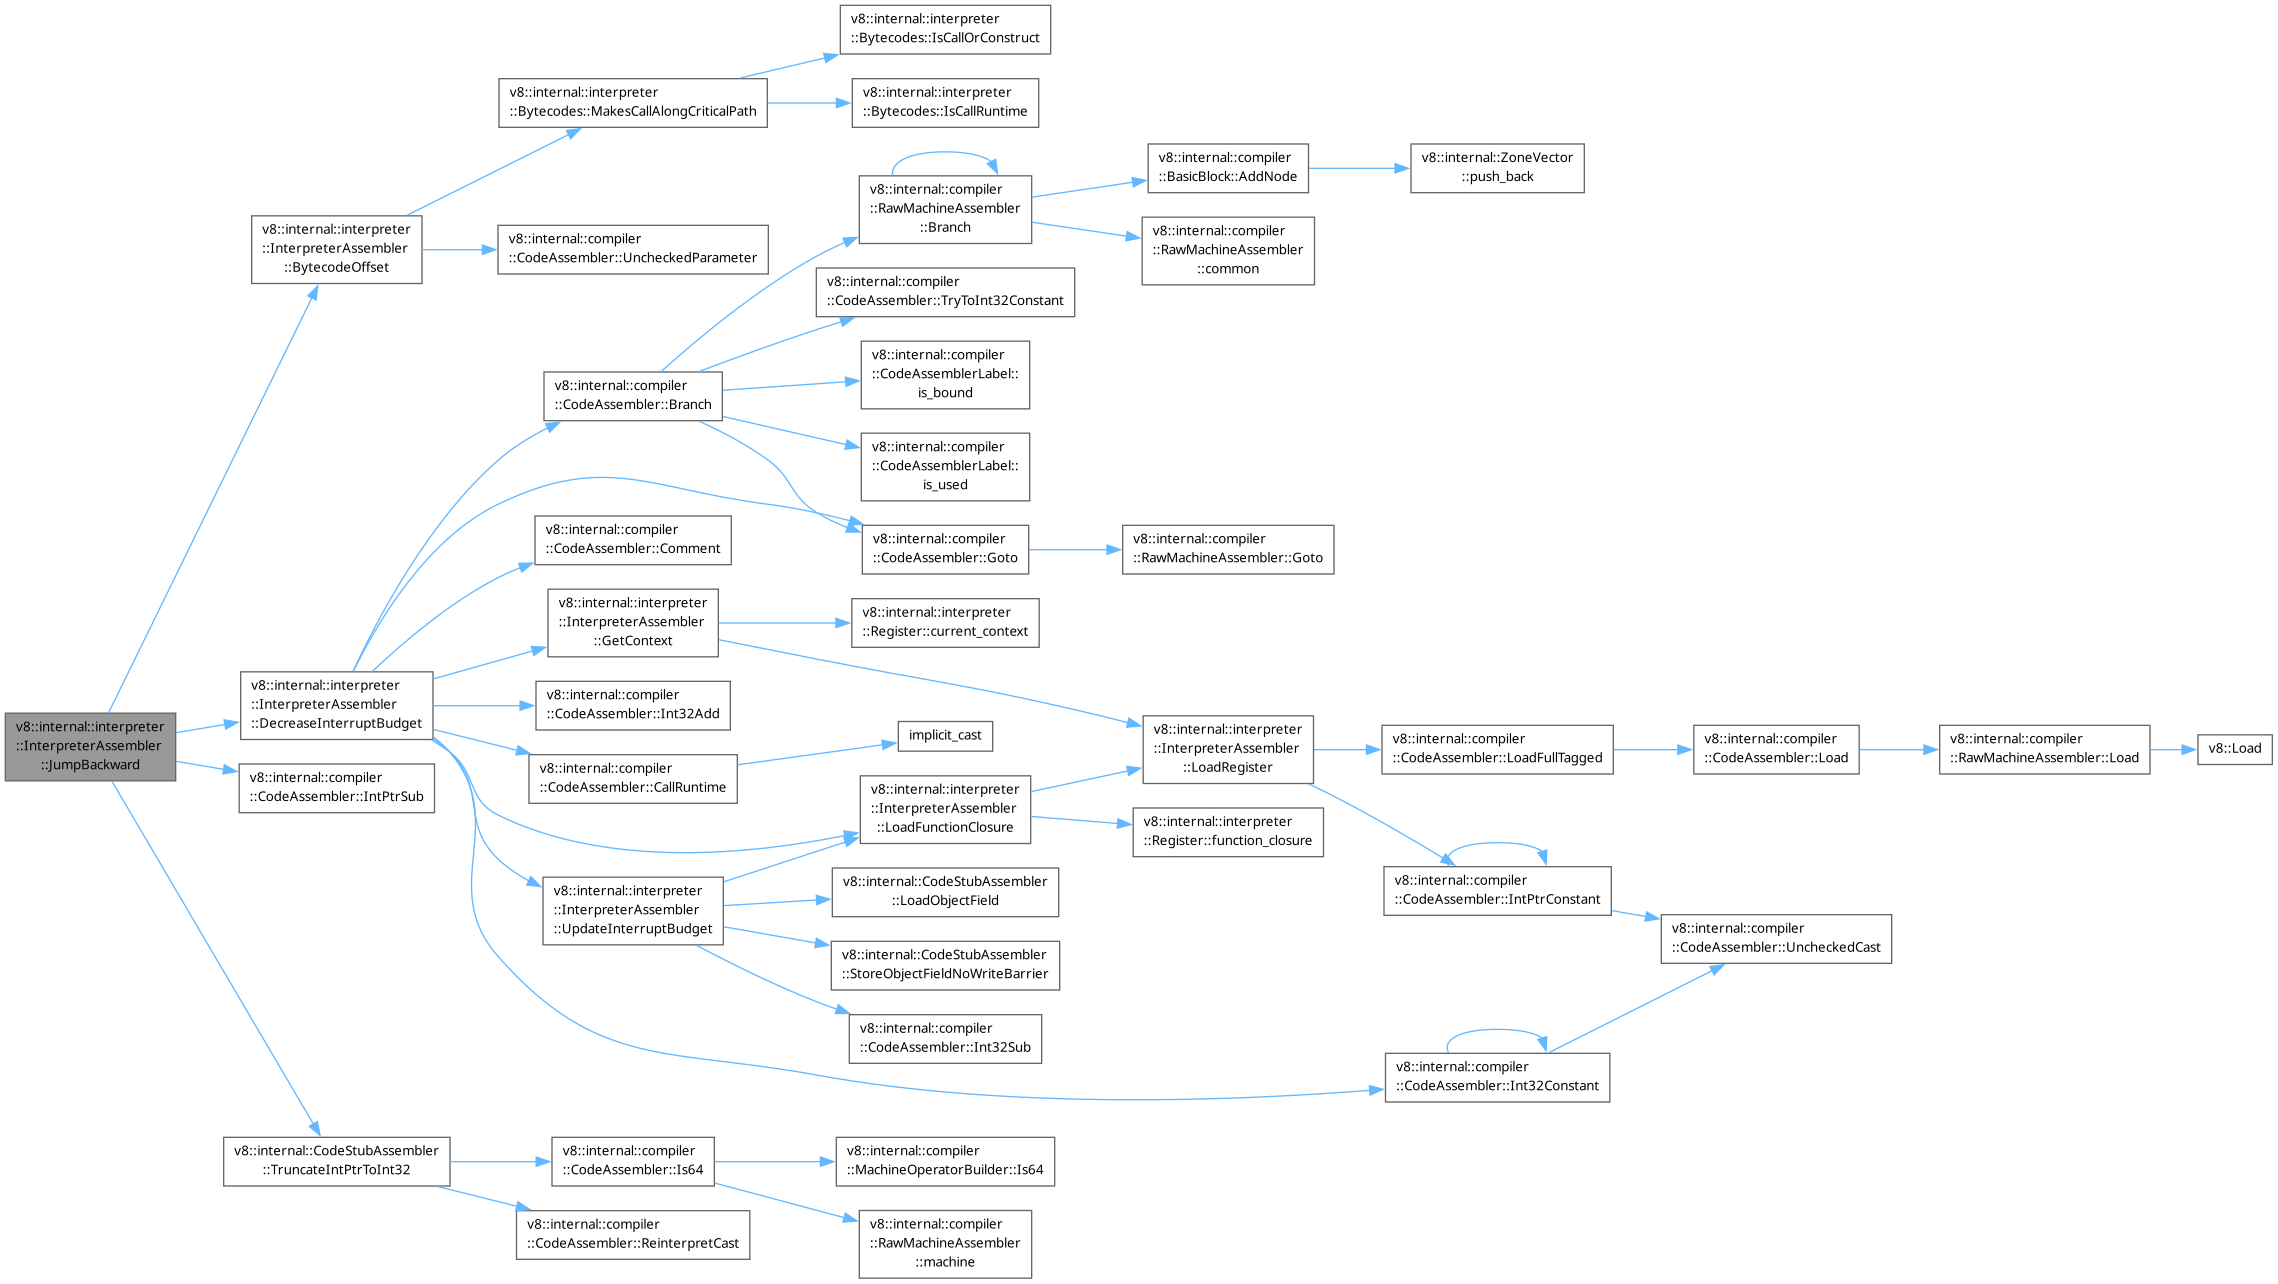 v8::internal::interpreter
::InterpreterAssembler
::JumpBackward
v8::internal::interpreter
::InterpreterAssembler
::BytecodeOffset
v8::internal::interpreter
::Bytecodes::MakesCallAlongCriticalPath
v8::internal::interpreter
::Bytecodes::IsCallOrConstruct
v8::internal::interpreter
::Bytecodes::IsCallRuntime
v8::internal::compiler
::CodeAssembler::UncheckedParameter
v8::internal::interpreter
::InterpreterAssembler
::DecreaseInterruptBudget
v8::internal::compiler
::CodeAssembler::Branch
v8::internal::compiler
::RawMachineAssembler
::Branch
v8::internal::compiler
::BasicBlock::AddNode
v8::internal::ZoneVector
::push_back
v8::internal::compiler
::RawMachineAssembler
::common
v8::internal::compiler
::CodeAssembler::TryToInt32Constant
v8::internal::compiler
::CodeAssemblerLabel::
is_bound
v8::internal::compiler
::CodeAssemblerLabel::
is_used
v8::internal::compiler
::CodeAssembler::Goto
v8::internal::compiler
::RawMachineAssembler::Goto
v8::internal::compiler
::CodeAssembler::Comment
v8::internal::interpreter
::InterpreterAssembler
::GetContext
v8::internal::interpreter
::Register::current_context
v8::internal::interpreter
::InterpreterAssembler
::LoadRegister
v8::internal::compiler
::CodeAssembler::LoadFullTagged
v8::internal::compiler
::CodeAssembler::Load
v8::internal::compiler
::RawMachineAssembler::Load
v8::Load
v8::internal::compiler
::CodeAssembler::IntPtrConstant
v8::internal::compiler
::CodeAssembler::UncheckedCast
v8::internal::compiler
::CodeAssembler::Int32Add
v8::internal::compiler
::CodeAssembler::CallRuntime
implicit_cast
v8::internal::interpreter
::InterpreterAssembler
::LoadFunctionClosure
v8::internal::interpreter
::Register::function_closure
v8::internal::interpreter
::InterpreterAssembler
::UpdateInterruptBudget
v8::internal::CodeStubAssembler
::LoadObjectField
v8::internal::CodeStubAssembler
::StoreObjectFieldNoWriteBarrier
v8::internal::compiler
::CodeAssembler::Int32Sub
v8::internal::compiler
::CodeAssembler::Int32Constant
v8::internal::compiler
::CodeAssembler::IntPtrSub
v8::internal::CodeStubAssembler
::TruncateIntPtrToInt32
v8::internal::compiler
::CodeAssembler::Is64
v8::internal::compiler
::MachineOperatorBuilder::Is64
v8::internal::compiler
::RawMachineAssembler
::machine
v8::internal::compiler
::CodeAssembler::ReinterpretCast